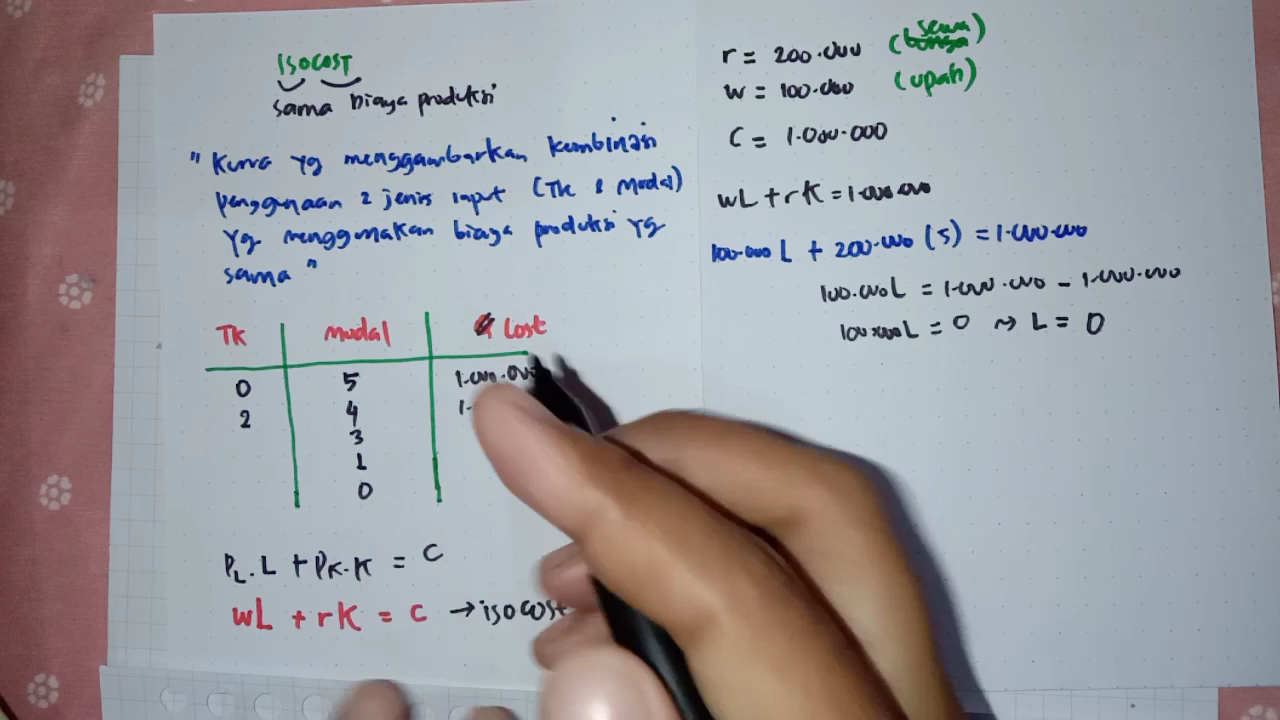 isocost
sama biaya produksi
" Kurva yg menggambarkan kombinasi
penggunaan 2 jenis input (TK & Modal)
yg menggunakan biaya produksi yg
sama "
TK modal Cost
0 5 1.000.000
2 4 1.
3
1
0
PL.L + PK.K = C
wL + rK = C → isocost
r = 200.000 (sewa)
w = 100.000 (upah)
C = 1.000.000
wL + rK = 1.000.000
100.000 L + 200.000 (5) = 1.000.000
100.000L = 1.000.000 - 1.000.000
100.000L = 0 ⤳ L = 0